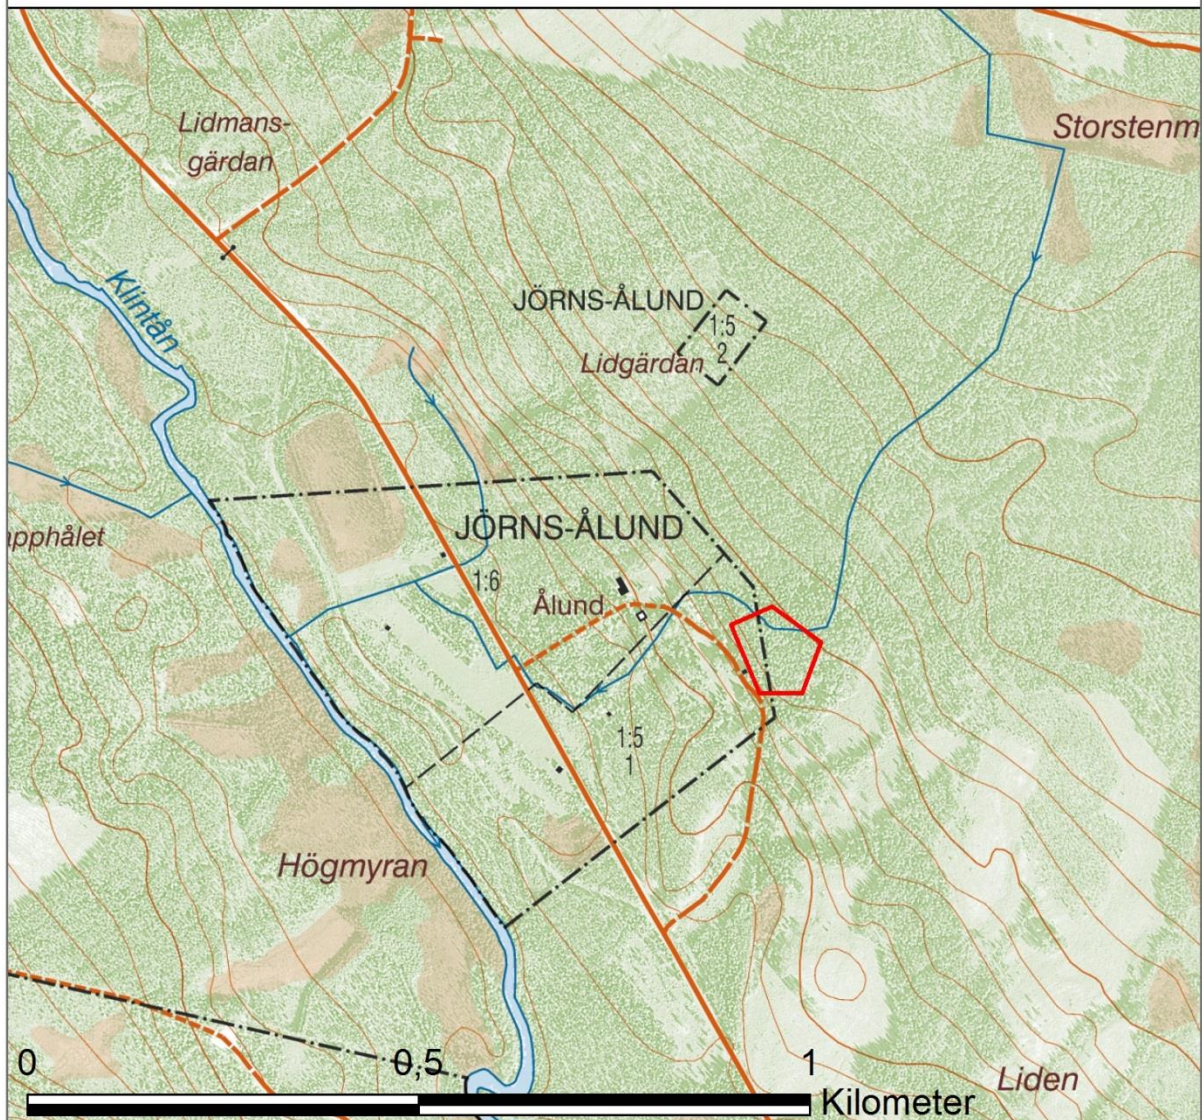 Lidmans-
gärdan
Storstenm
Klintån
JÖRNS-ÅLUND
1:5
2
Lidgärdan
apphålet
JÖRNS-ÅLUND
1:6
Ålund
1:5
1
Högmyran
Liden
0 0,5 1
Kilometer